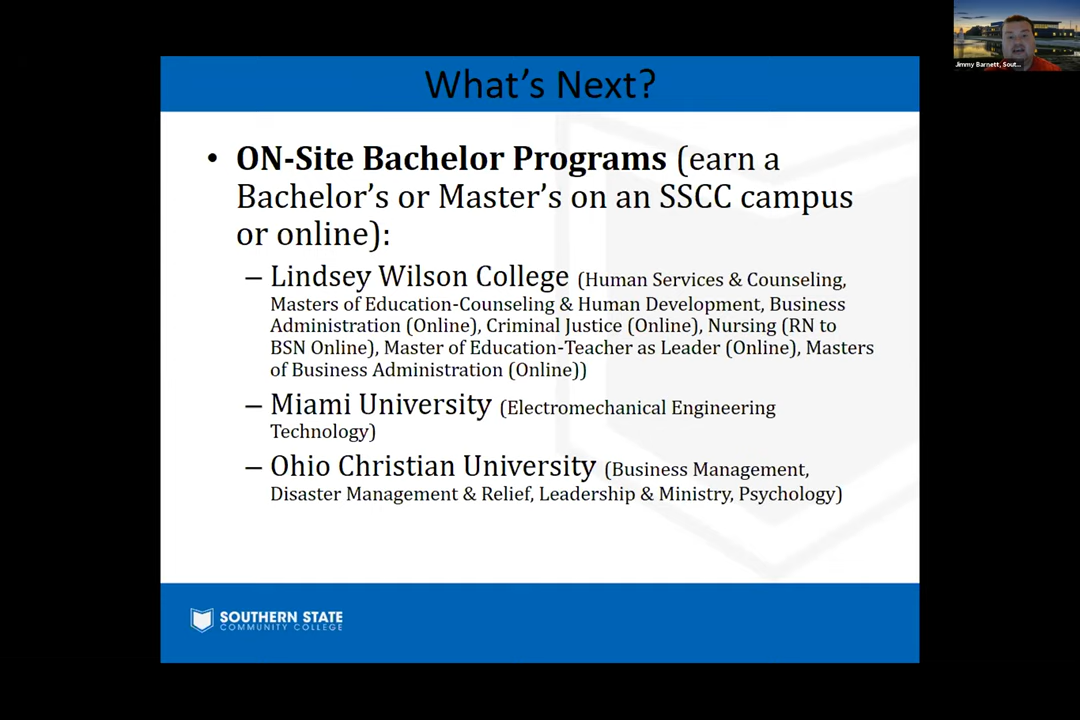 What's Next?
• ON-Site Bachelor Programs (earn a
Bachelor's or Master's on an SSCC campus
or online):
– Lindsey Wilson College (Human Services & Counseling,
Masters of Education-Counseling & Human Development, Business
Administration (Online), Criminal Justice (Online), Nursing (RN to
BSN Online), Master of Education-Teacher as Leader (Online), Masters
of Business Administration (Online))
– Miami University (Electromechanical Engineering
Technology)
– Ohio Christian University (Business Management,
Disaster Management & Relief, Leadership & Ministry, Psychology)
SOUTHERN STATE
COMMUNITY COLLEGE
Jimmy Barnett, Sout...